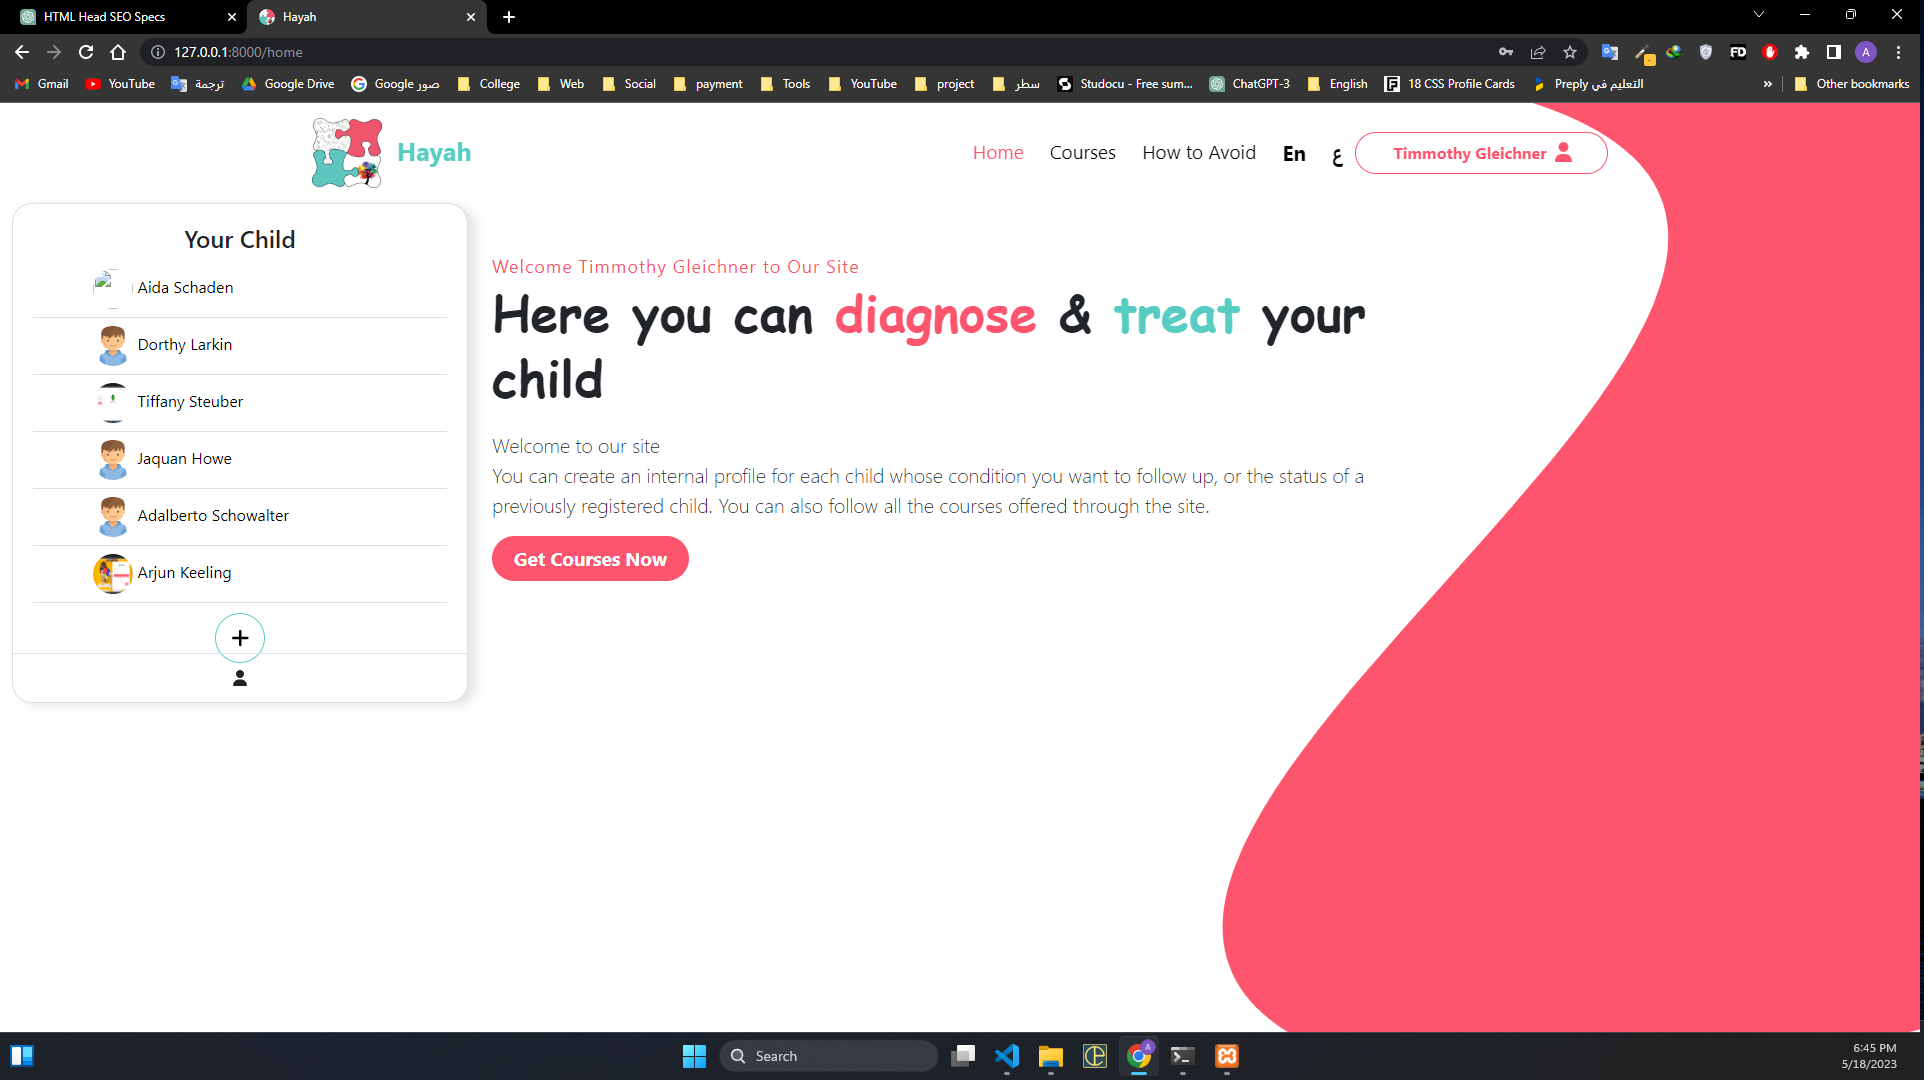 HTML Head SEO Specs
Hayah
127.0.0.1:8000/home
Gmail
YouTube
ترجمة
Google Drive
Google صور
College
Web
Social
payment
Tools
YouTube
project
سطر
Studocu - Free sum...
ChatGPT-3
English
18 CSS Profile Cards
Preply التعليم في
»
Other bookmarks
Hayah
Home
Courses
How to Avoid
En
ع
Timmothy Gleichner
Your Child
Aida Schaden
Dorthy Larkin
Tiffany Steuber
Jaquan Howe
Adalberto Schowalter
Arjun Keeling
Welcome Timmothy Gleichner to Our Site
Here you can diagnose & treat your
child
Welcome to our site
You can create an internal profile for each child whose condition you want to follow up, or the status of a
previously registered child. You can also follow all the courses offered through the site.
Get Courses Now
Search
6:45 PM
5/18/2023